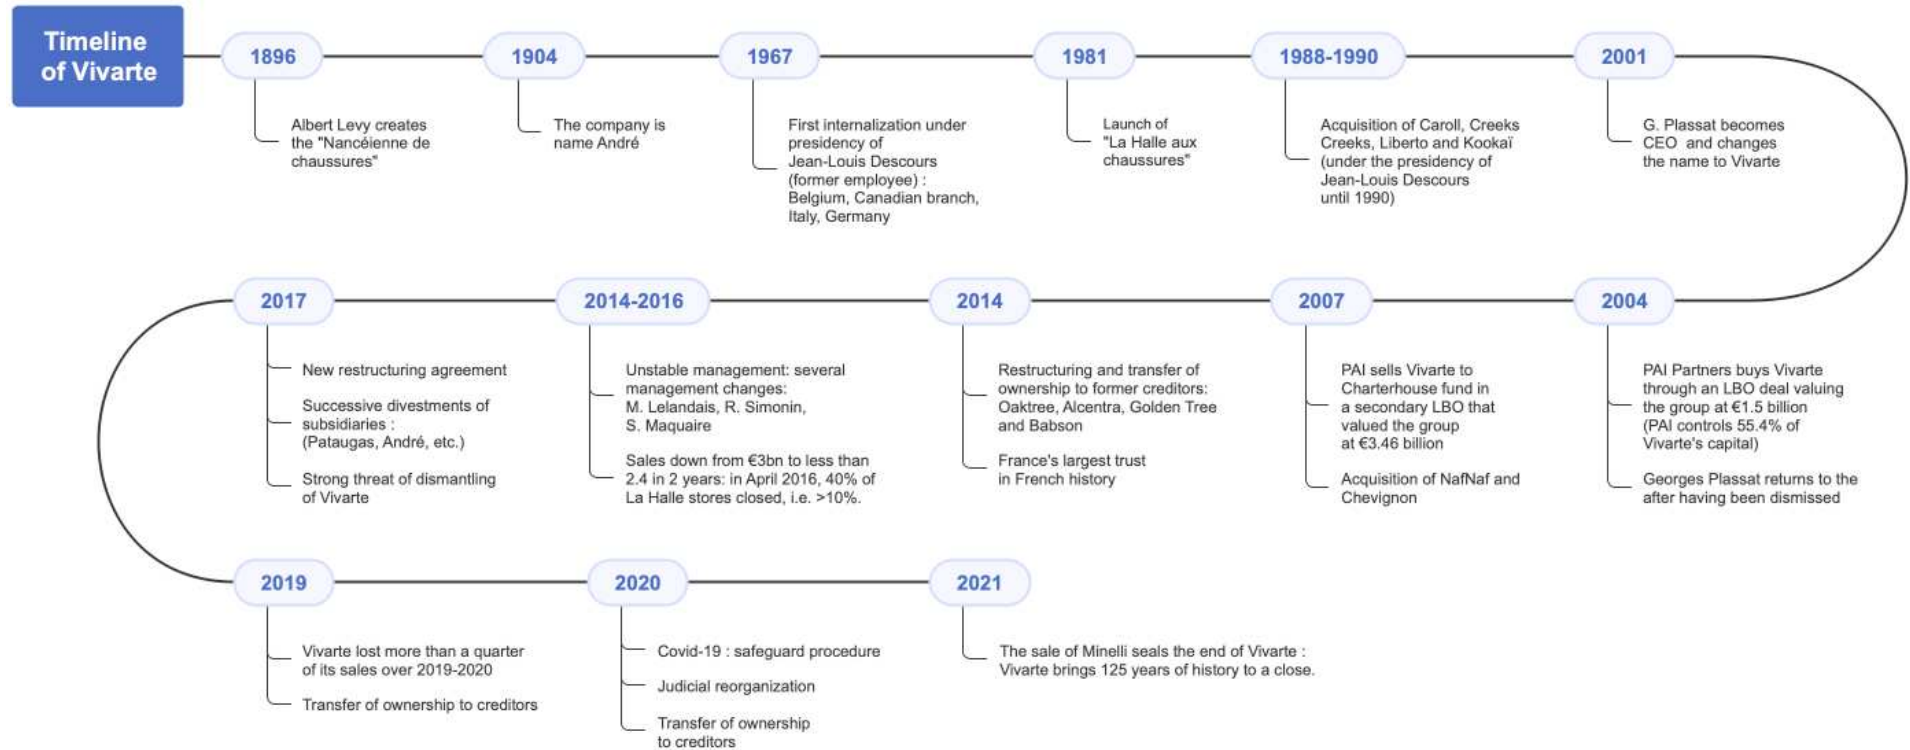 Timeline
of Vivarte
1896
Albert Levy creates
the "Nancéienne de
chaussures"
1904
The company is
name André
1967
First internalization under
presidency of
Jean-Louis Descours
(former employee) :
Belgium, Canadian branch,
Italy, Germany
1981
Launch of
"La Halle aux
chaussures"
1988-1990
Acquisition of Caroll, Creeks
Creeks, Liberto and Kookaï
(under the presidency of
Jean-Louis Descours
until 1990)
2001
G. Plassat becomes
CEO and changes
the name to Vivarte
2004
PAI Partners buys Vivarte
through an LBO deal valuing
the group at €1.5 billion
(PAI controls 55.4% of
Vivarte's capital)
Georges Plassat returns to the
after having been dismissed
2007
PAI sells Vivarte to
Charterhouse fund in
a secondary LBO that
valued the group
at €3.46 billion
Acquisition of NafNaf and
Chevignon
2014
Restructuring and transfer of
ownership to former creditors:
Oaktree, Alcentra, Golden Tree
and Babson
France's largest trust
in French history
2014-2016
Unstable management: several
management changes:
M. Lelandais, R. Simonin,
S. Maquaire
Sales down from €3bn to less than
2.4 in 2 years: in April 2016, 40% of
La Halle stores closed, i.e. >10%.
2017
New restructuring agreement
Successive divestments of
subsidiaries :
(Pataugas, André, etc.)
Strong threat of dismantling
of Vivarte
2019
Vivarte lost more than a quarter
of its sales over 2019-2020
Transfer of ownership to creditors
2020
Covid-19 : safeguard procedure
Judicial reorganization
Transfer of ownership
to creditors
2021
The sale of Minelli seals the end of Vivarte :
Vivarte brings 125 years of history to a close.